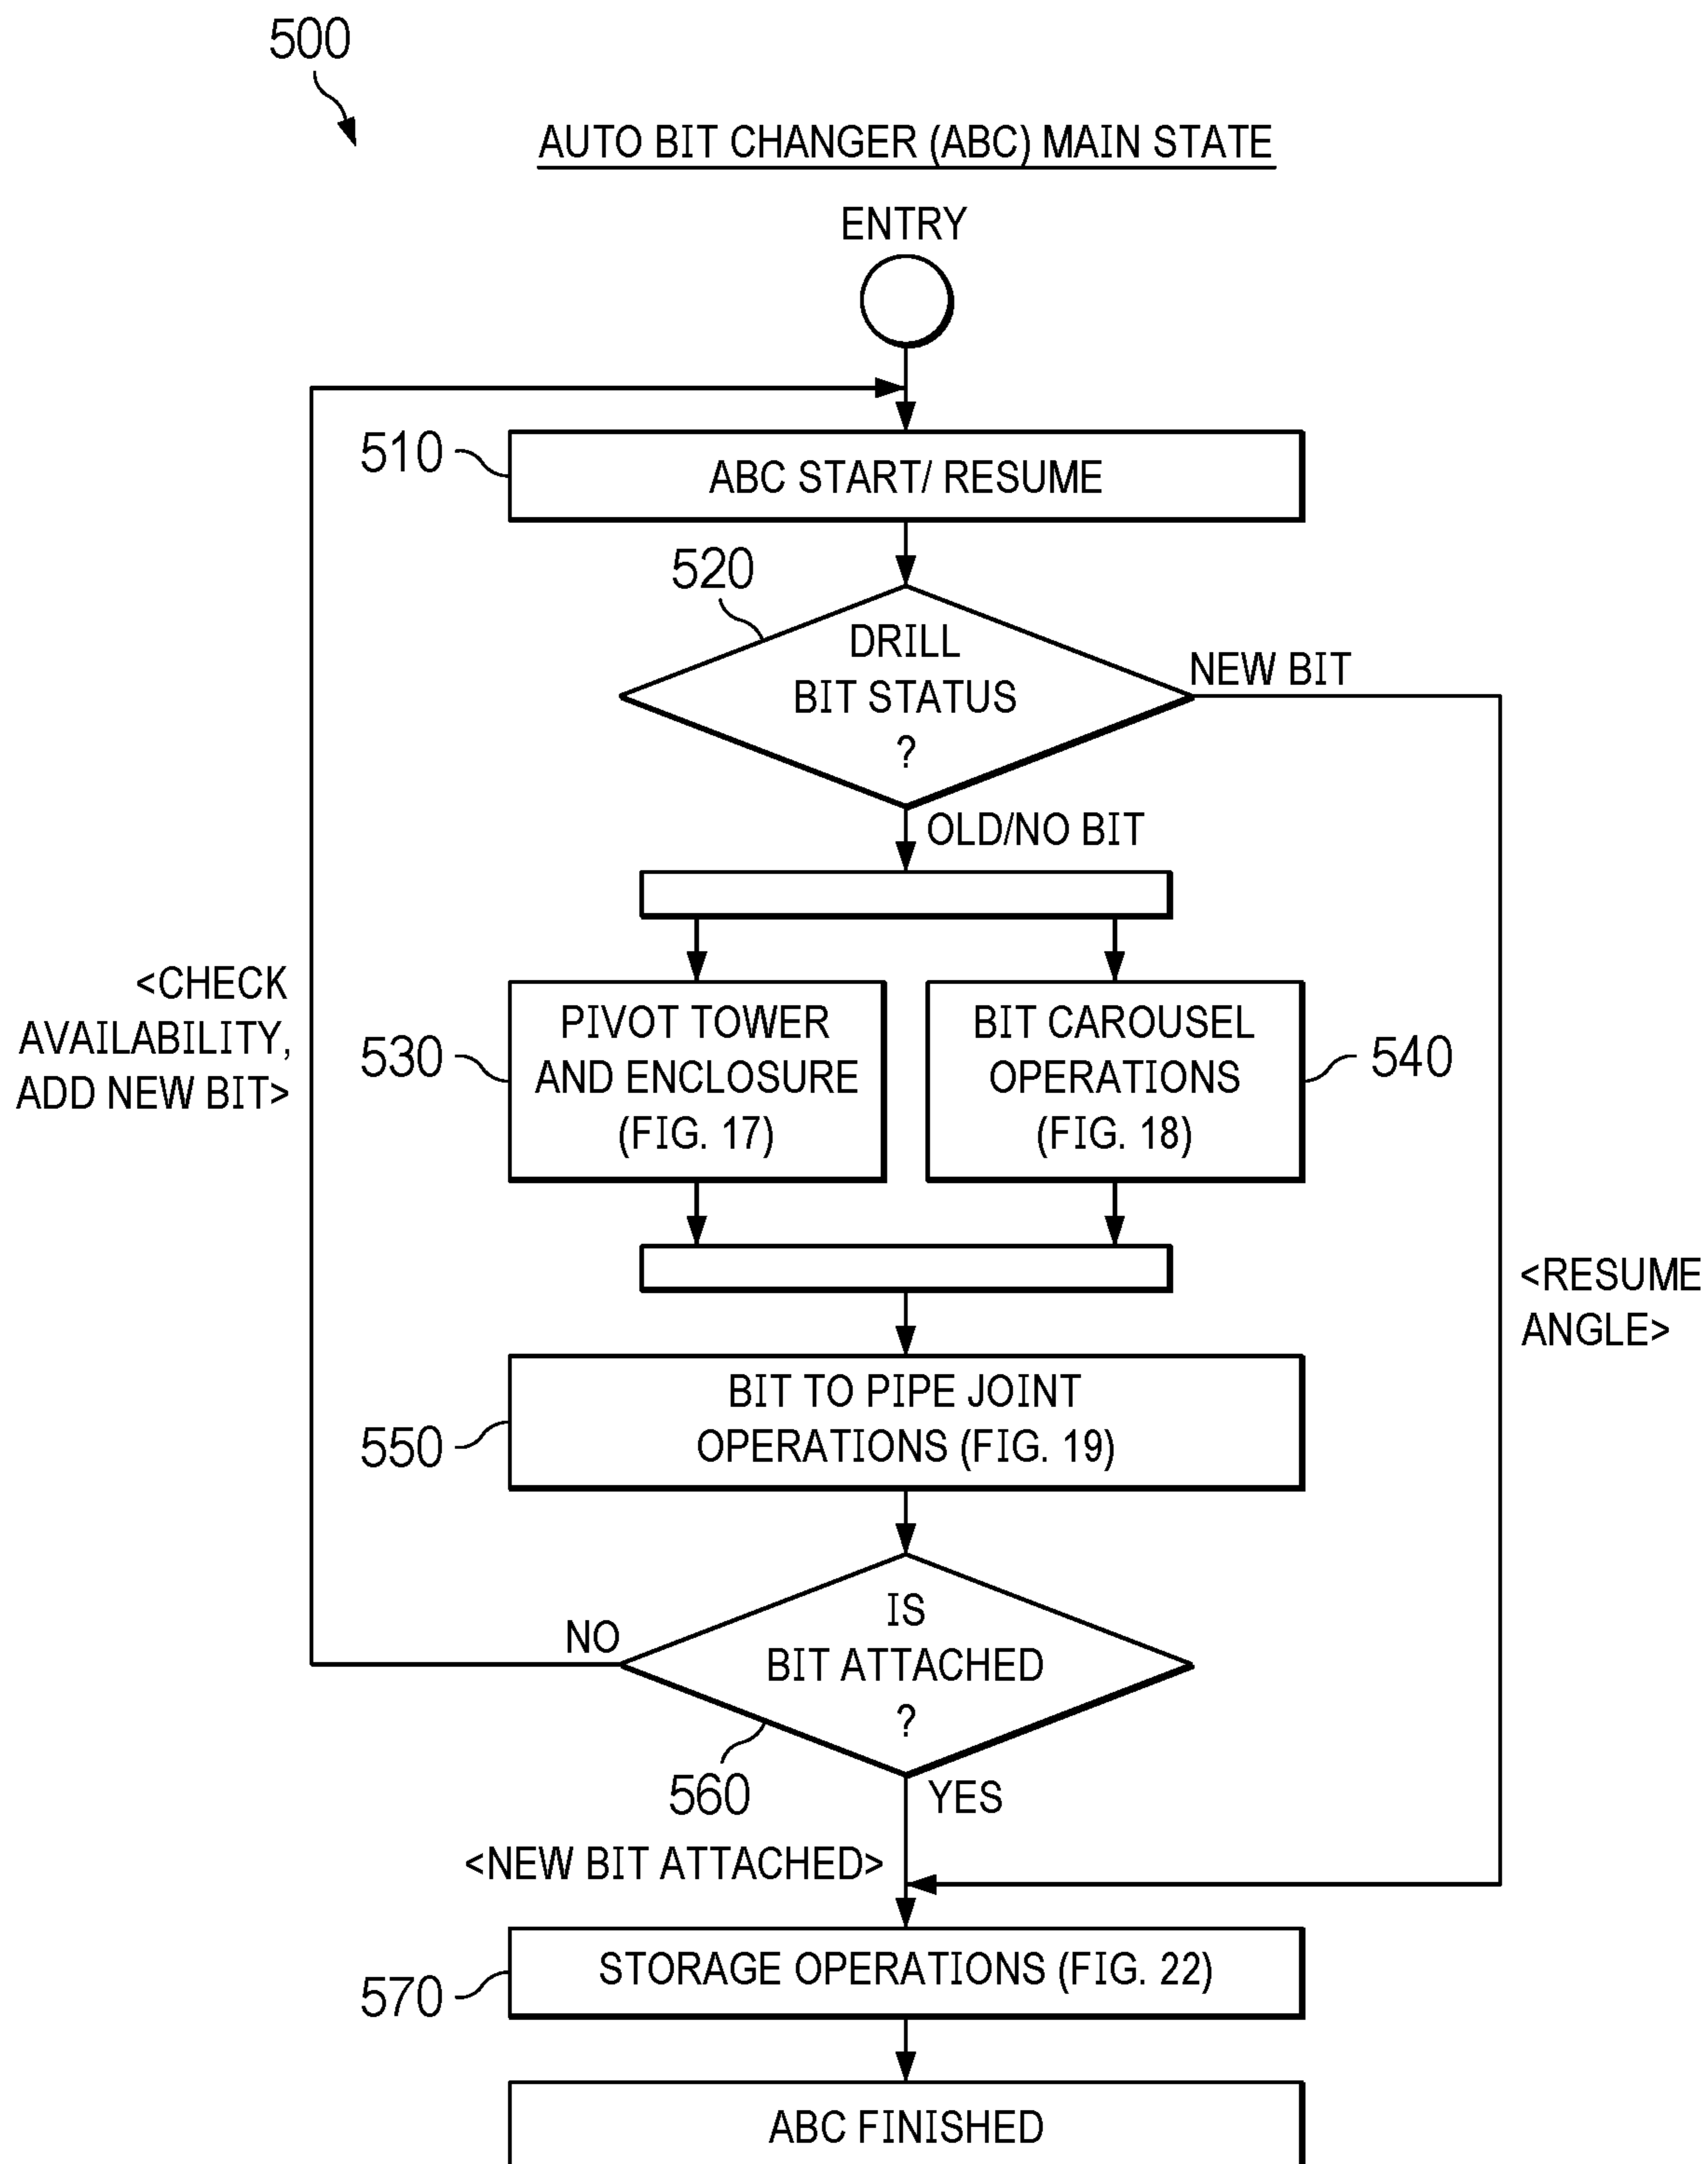 500
AUTO BIT CHANGER (ABC) MAIN STATE
ENTRY
510
ABC START/ RESUME
520
DRILL
BIT STATUS
?
NEW BIT
OLD/NO BIT
<CHECK
AVAILABILITY,
ADD NEW BIT>
530
PIVOT TOWER
AND ENCLOSURE
(FIG. 17)
BIT CAROUSEL
OPERATIONS
(FIG. 18)
540
<RESUME
ANGLE>
550
BIT TO PIPE JOINT
OPERATIONS (FIG. 19)
NO
IS
BIT ATTACHED
?
560
YES
<NEW BIT ATTACHED>
570
STORAGE OPERATIONS (FIG. 22)
ABC FINISHED